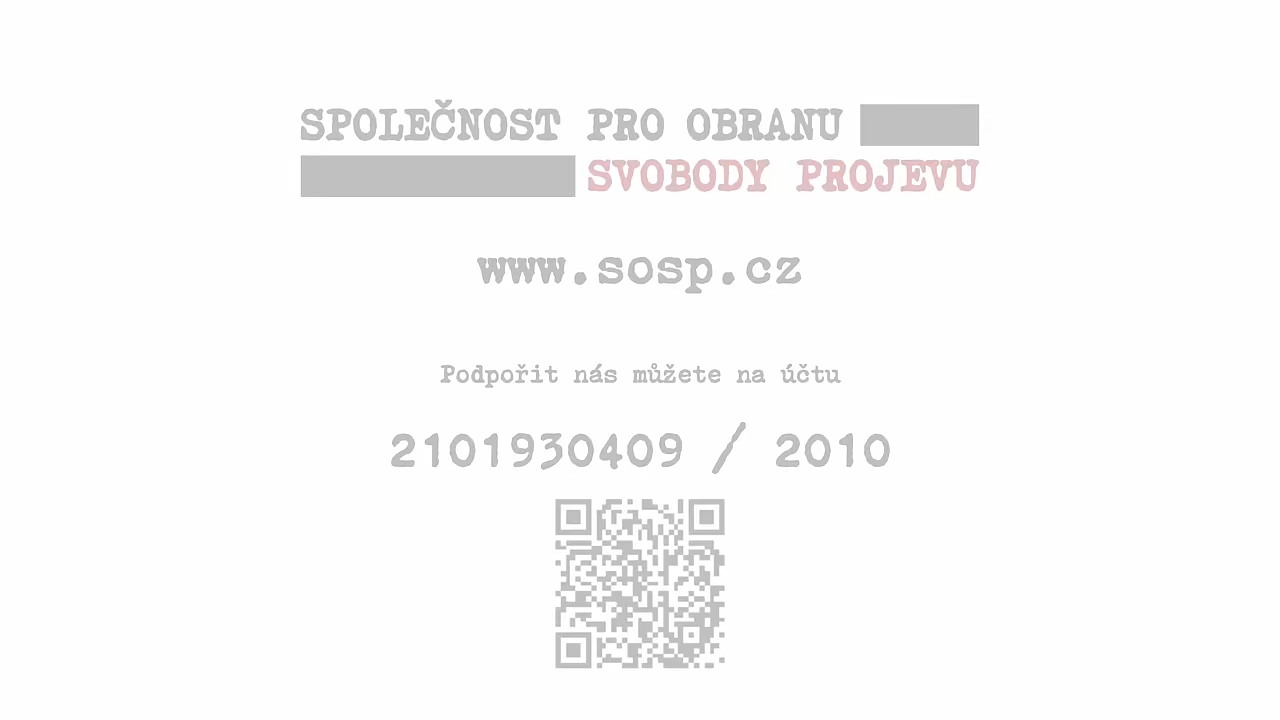 SPOLEČNOST PRO OBRANU
SVOBODY PROJEVU
www.sosp.cz
Podpořit nás můžete na účtu
2101930409 / 2010